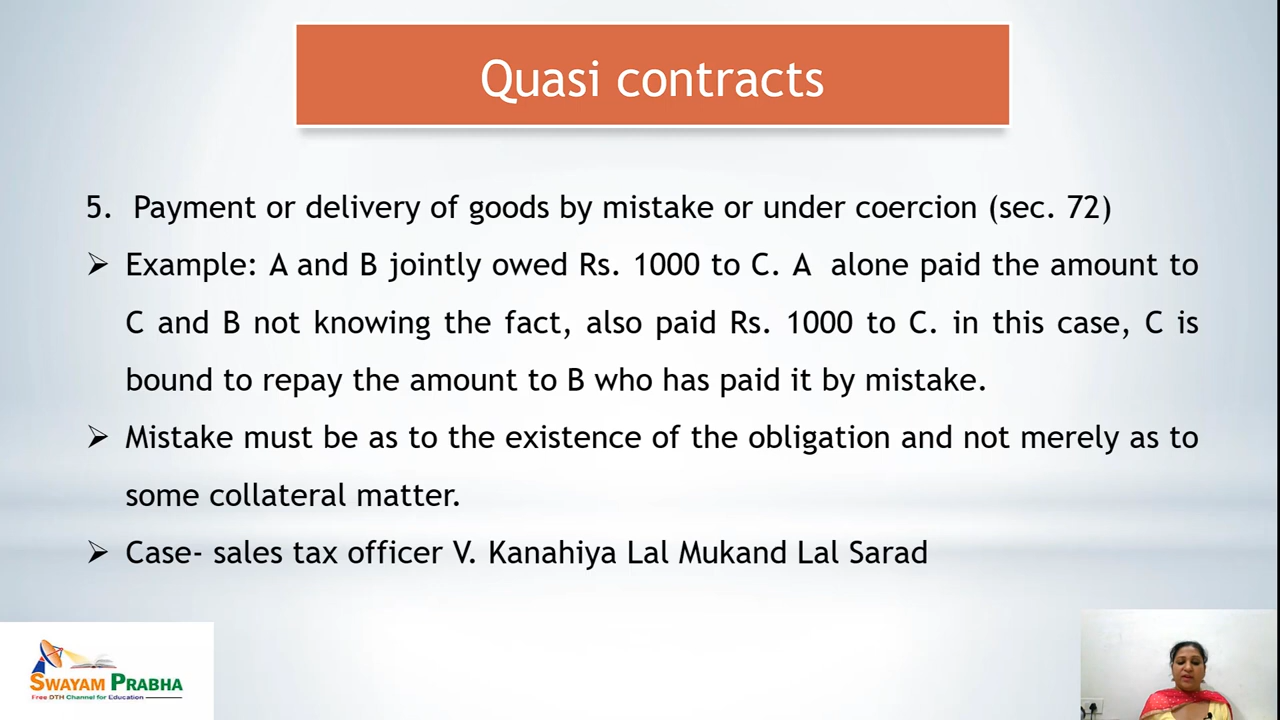 Quasi contracts
5. Payment or delivery of goods by mistake or under coercion (sec. 72)
➢ Example: A and B jointly owed Rs. 1000 to C. A alone paid the amount to
C and B not knowing the fact, also paid Rs. 1000 to C. in this case, C is
bound to repay the amount to B who has paid it by mistake.
➢ Mistake must be as to the existence of the obligation and not merely as to
some collateral matter.
➢ Case- sales tax officer V. Kanahiya Lal Mukand Lal Sarad
SWAYAM PRABHA
Free DTH Channel for Education